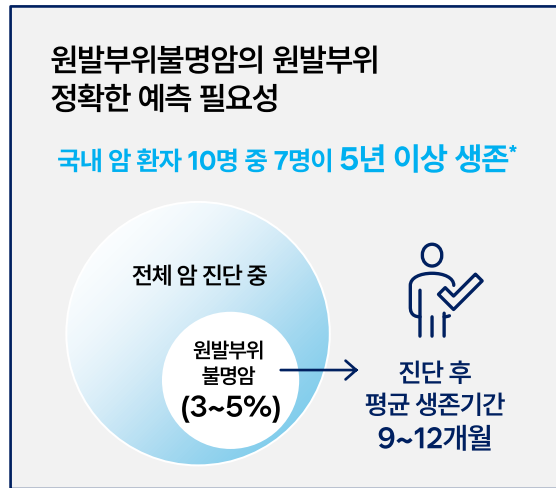 원발부위불명암의 원발부위
정확한 예측 필요성
국내 암 환자 10명 중 7명이 5년 이상 생존*
전체 암 진단 중
원발부위
불명암
(3~5%)
진단 후
평균 생존기간
9~12개월